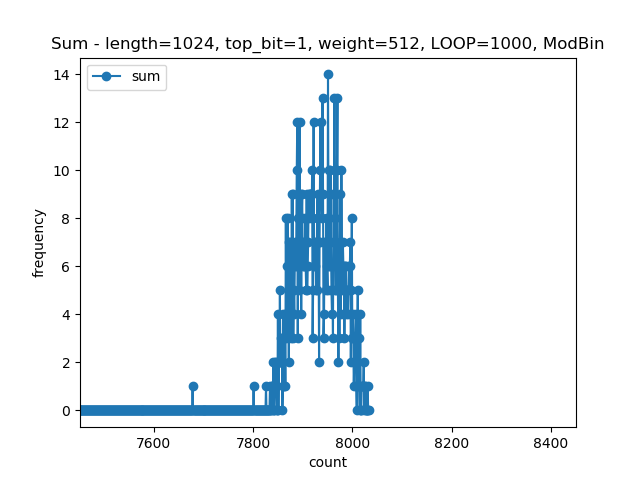 Sum - length=1024, top_bit=1, weight=512, LOOP=1000, ModBin
sum
frequency
14
12
10
8
6
4
2
0
7600 7800 8000 8200 8400
count